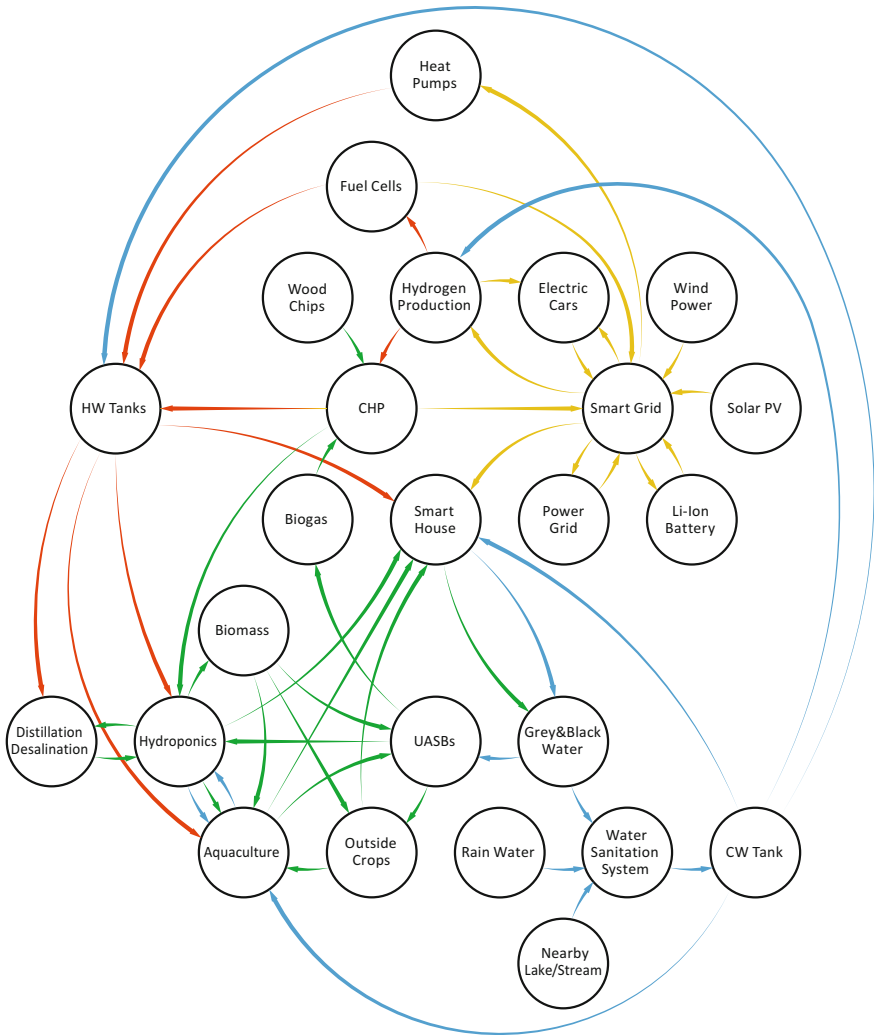 Heat
Pumps
Fuel Cells
Wood
Chips
Hydrogen
Production
Electric
Cars
Wind
Power
HW Tanks
CHP
Smart Grid
Solar PV
Biogas
Smart
House
Power
Grid
Li-Ion
Battery
Biomass
Distillation
Desalination
Hydroponics
UASBs
Grey&Black
Water
Aquaculture
Outside
Crops
Rain Water
Water
Sanitation
System
CW Tank
Nearby
Lake/Stream